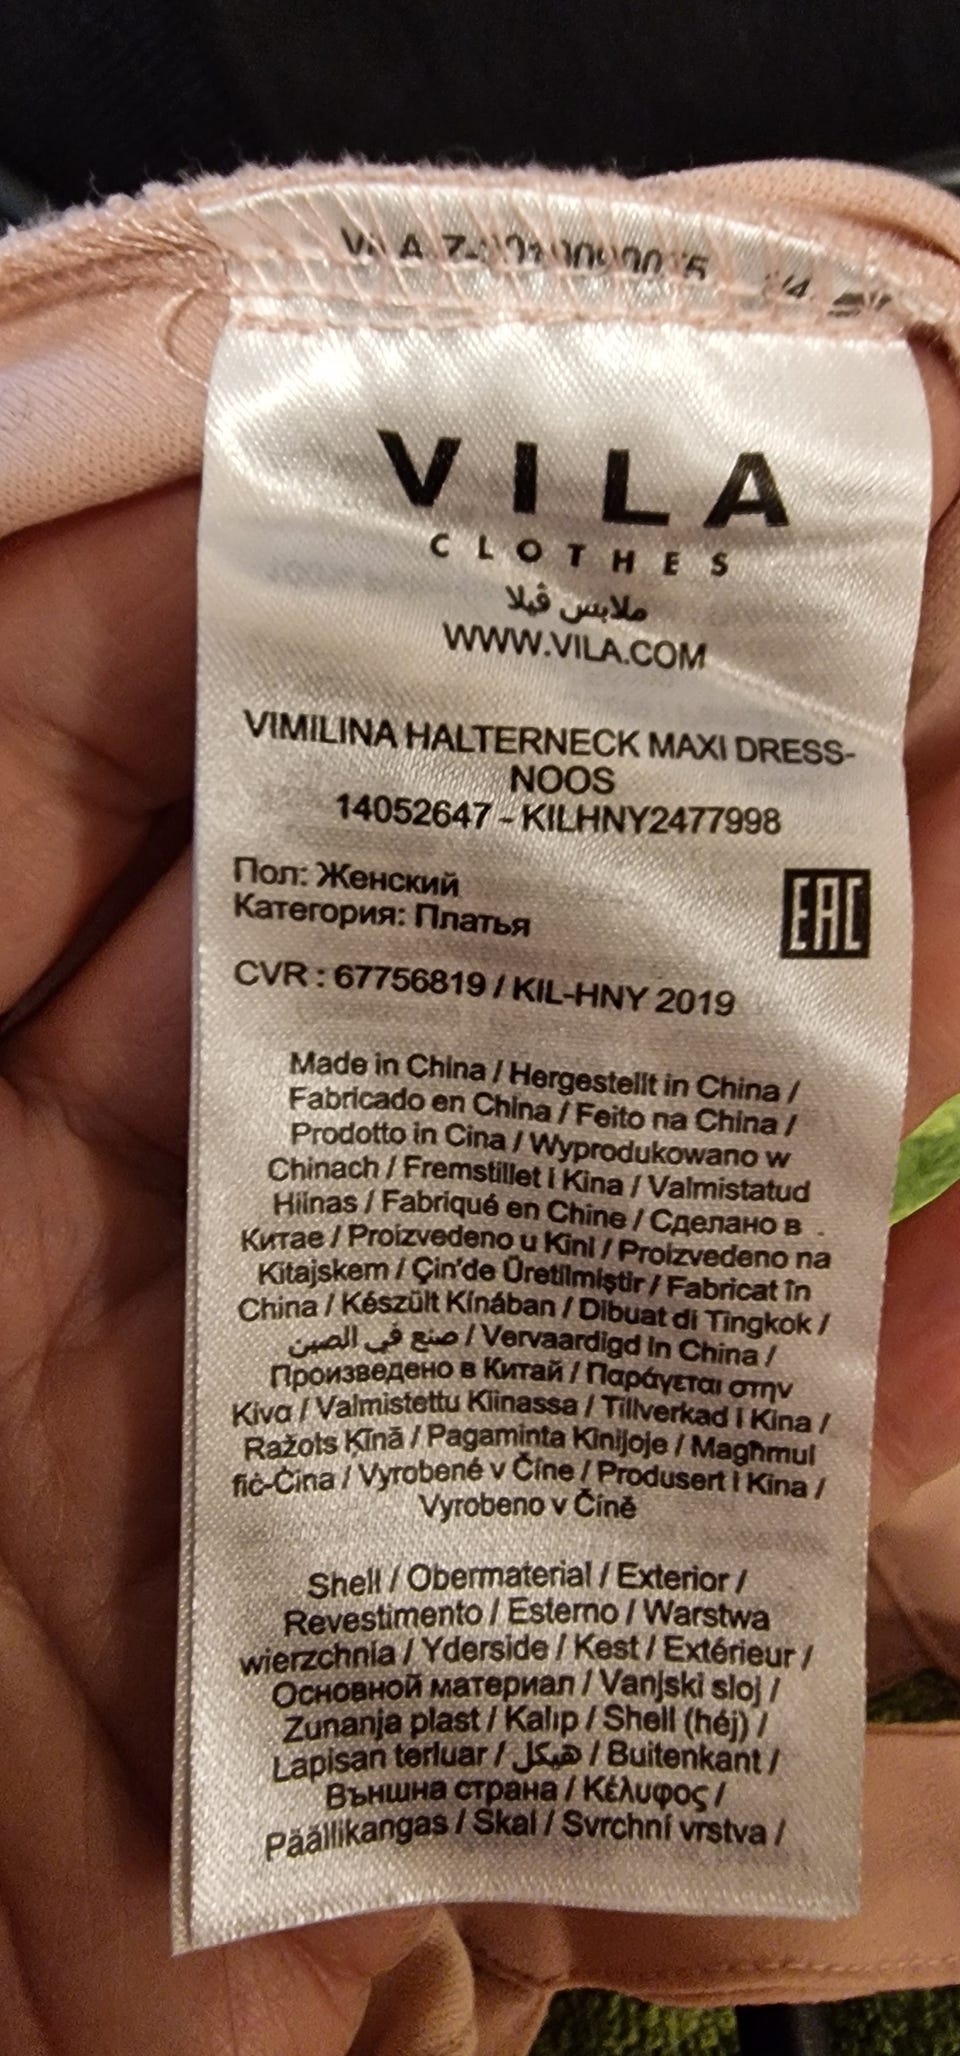 VILA
CLOTHES
ملابس ڤيلا
WWW.VILA.COM
VIMILINA HALTERNECK MAXI DRESS-
NOOS
14052647 - KILHNY2477998
Пол: Женский
Категория: Платья
EAC
CVR : 67756819 / KIL-HNY 2019
Made in China / Hergestellt in China /
Fabricado en China / Feito na China /
Prodotto in Cina / Wyprodukowano w
Chinach / Fremstillet i Kina / Valmistatud
Hiinas / Fabriqué en Chine / Сделано в
Китае / Proizvedeno u Kini / Proizvedeno na
Kitajskem / Çin'de Üretilmiştir / Fabricat în
China / Készült Kínában / Dibuat di Tingkok /
صنع في الصين / Vervaardigd in China /
Произведено в Китай / Παράγεται στην
Κίνα / Valmistettu Kiinassa / Tillverkad i Kina /
Ražots Ķīnā / Pagaminta Kinijoje / Magħmul
fiċ-Ċina / Vyrobené v Číne / Produsert i Kina /
Vyrobeno v Číně
Shell / Obermaterial / Exterior /
Revestimento / Esterno / Warstwa
wierzchnia / Yderside / Kest / Extérieur /
Основной материал / Vanjski sloj /
Zunanja plast / Kalıp / Shell (héj) /
Lapisan terluar / هيكل / Buitenkant /
Външна страна / Κέλυφος /
Päällikangas / Skal / Svrchní vrstva /